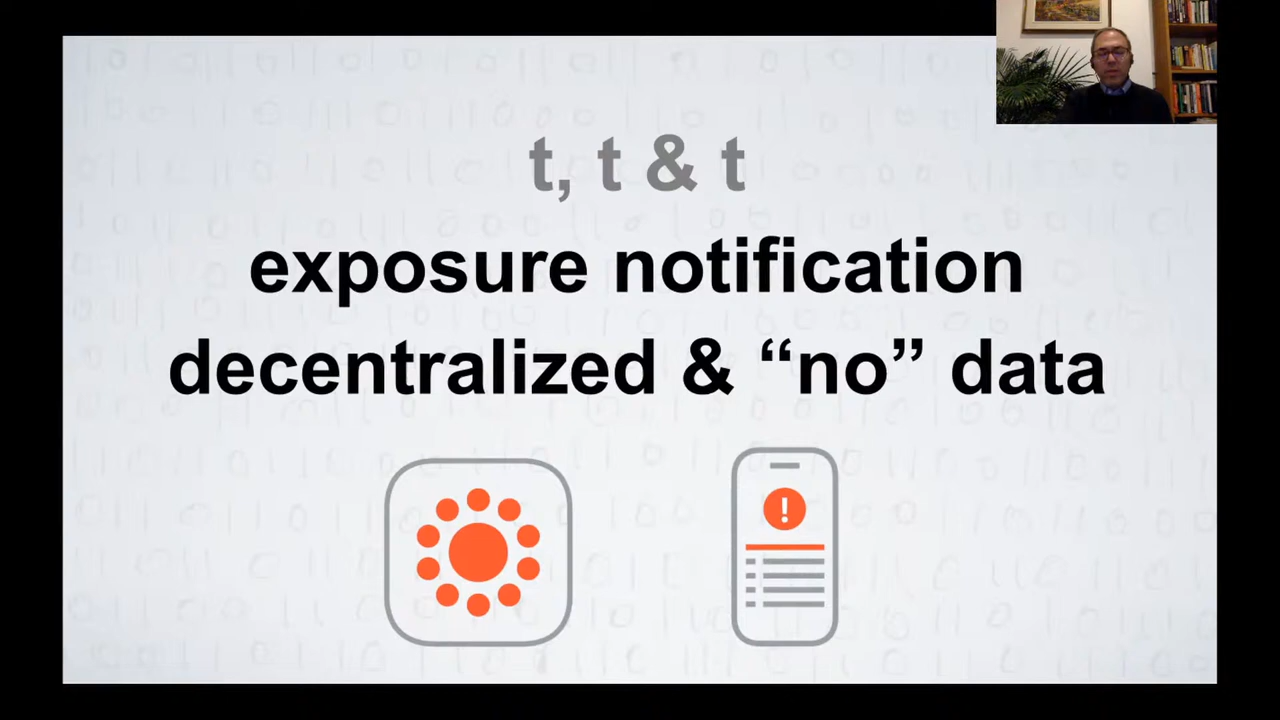 t, t & t
exposure notification
decentralized & “no” data
!